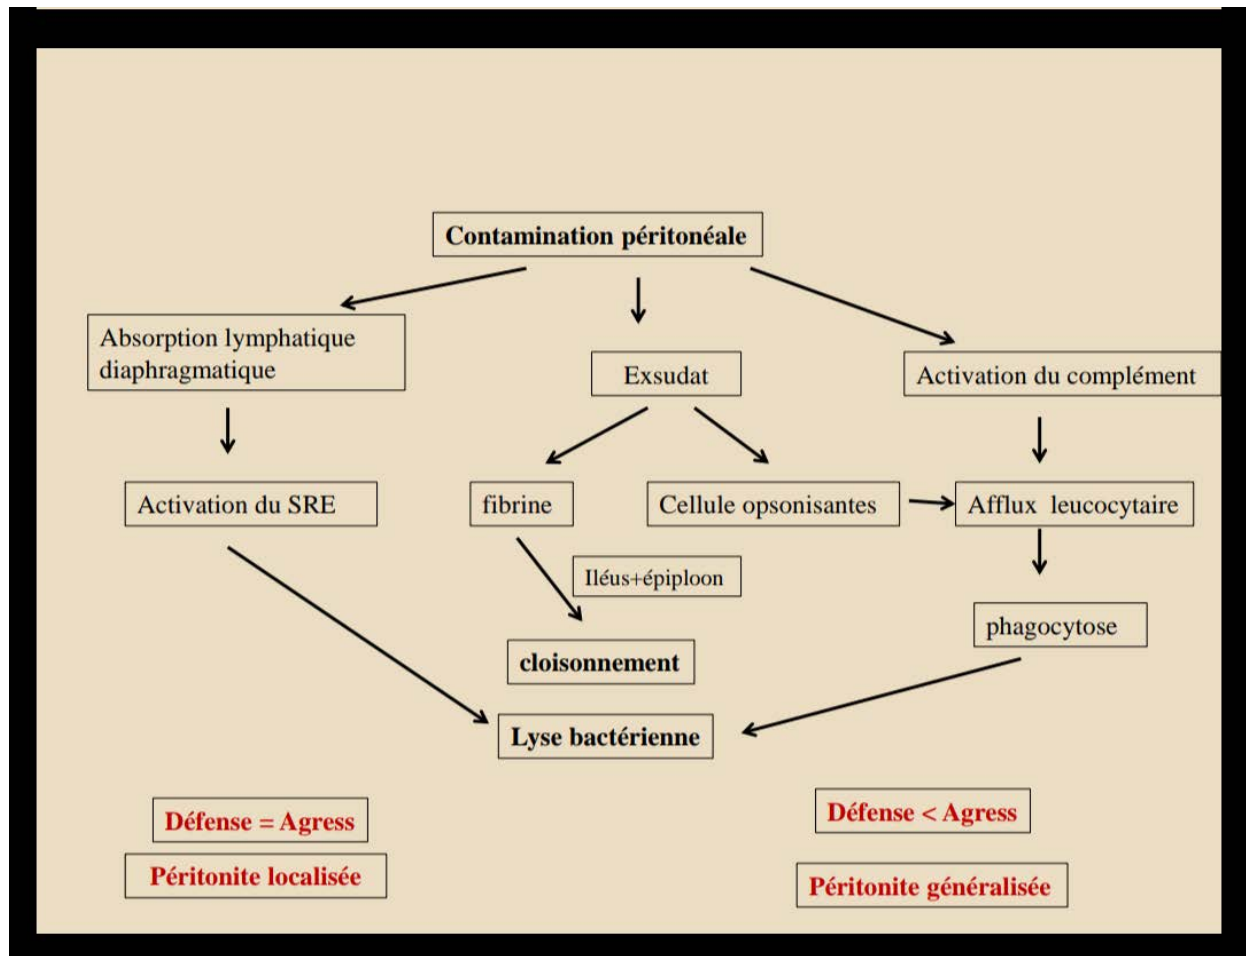 Contamination péritonéale
Absorption lymphatique
diaphragmatique
Exsudat
Activation du complément
Activation du SRE
fibrine
Cellule opsonisantes
Afflux leucocytaire
Iléus+épiploon
phagocytose
cloisonnement
Lyse bactérienne
Défense = Agress
Défense < Agress
Péritonite localisée
Péritonite généralisée